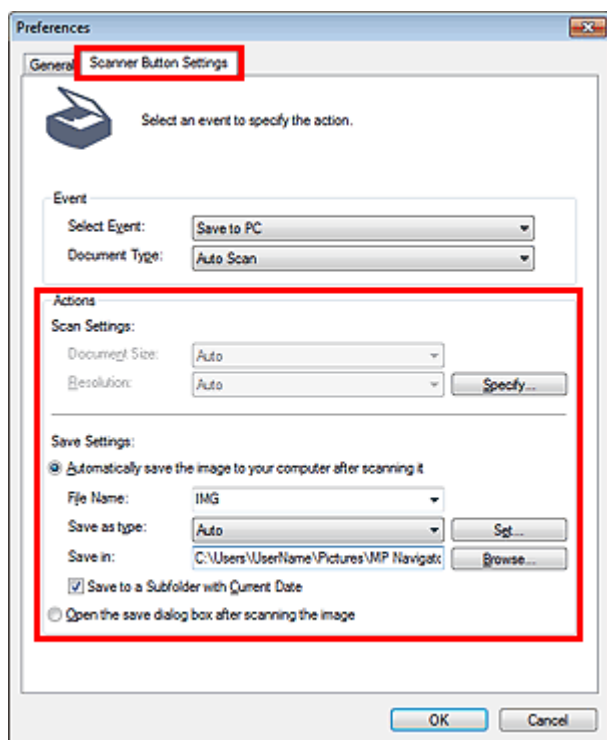 Preferences
General Scanner Button Settings
Select an event to specify the action.
Event
Select Event: Save to PC
Document Type: Auto Scan
Actions
Scan Settings:
Document Size: Auto
Resolution: Auto Specify...
Save Settings:
Automatically save the image to your computer after scanning it
File Name: IMG
Save as type: Auto Set...
Save in: C:\Users\UserName\Pictures\MP Navigato Browse...
Save to a Subfolder with Current Date
Open the save dialog box after scanning the image
OK Cancel